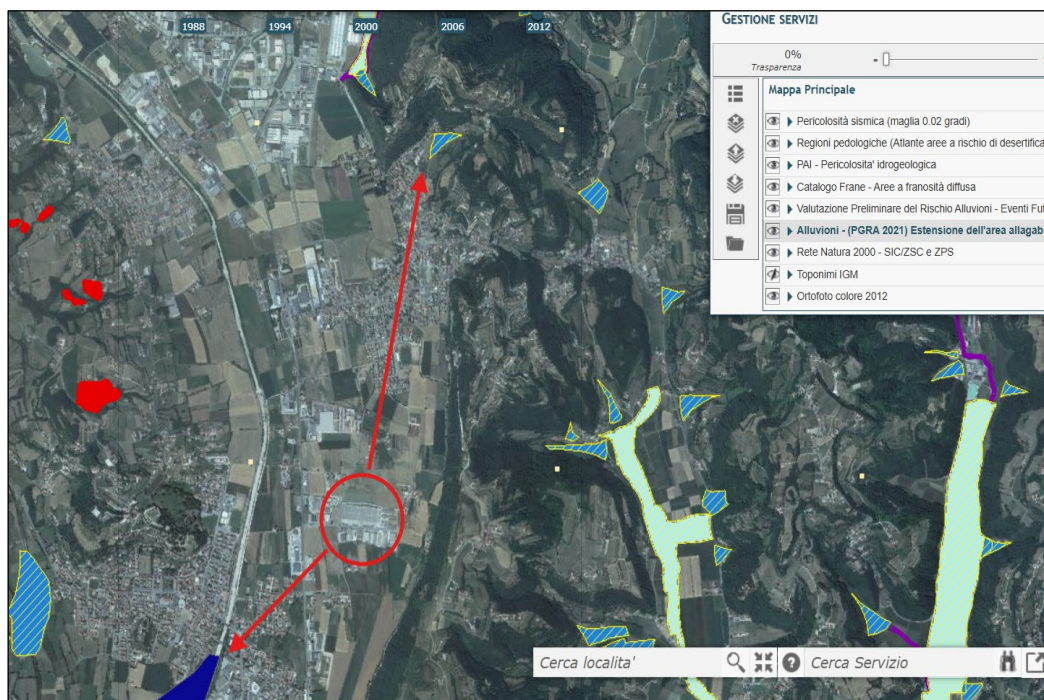 1988 1994 2000 2006 2012
GESTIONE SERVIZI
0%
Trasparenza
-
Mappa Principale
Pericolosità sismica (maglia 0.02 gradi)
Regioni pedologiche (Atlante aree a rischio di desertifica
PAI - Pericolosita' idrogeologica
Catalogo Frane - Aree a franosità diffusa
Valutazione Preliminare del Rischio Alluvioni - Eventi Fut
Alluvioni - (PGRA 2021) Estensione dell'area allagab
Rete Natura 2000 - SIC/ZSC e ZPS
Toponimi IGM
Ortofoto colore 2012
Cerca localita' ? Cerca Servizio